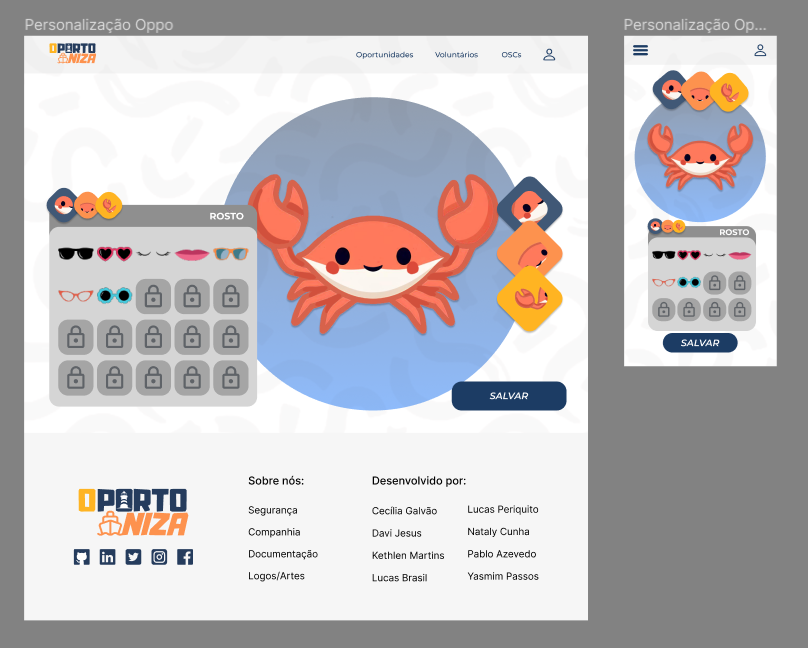 Personalização Oppo
Personalização Op...
OPORTO
NIZA
Oportunidades
Voluntários
OSCs
ROSTO
SALVAR
OPORTO
NIZA
Sobre nós:
Segurança
Companhia
Documentação
Logos/Artes
Desenvolvido por:
Cecília Galvão
Davi Jesus
Kethlen Martins
Lucas Brasil
Lucas Periquito
Nataly Cunha
Pablo Azevedo
Yasmim Passos
ROSTO
SALVAR